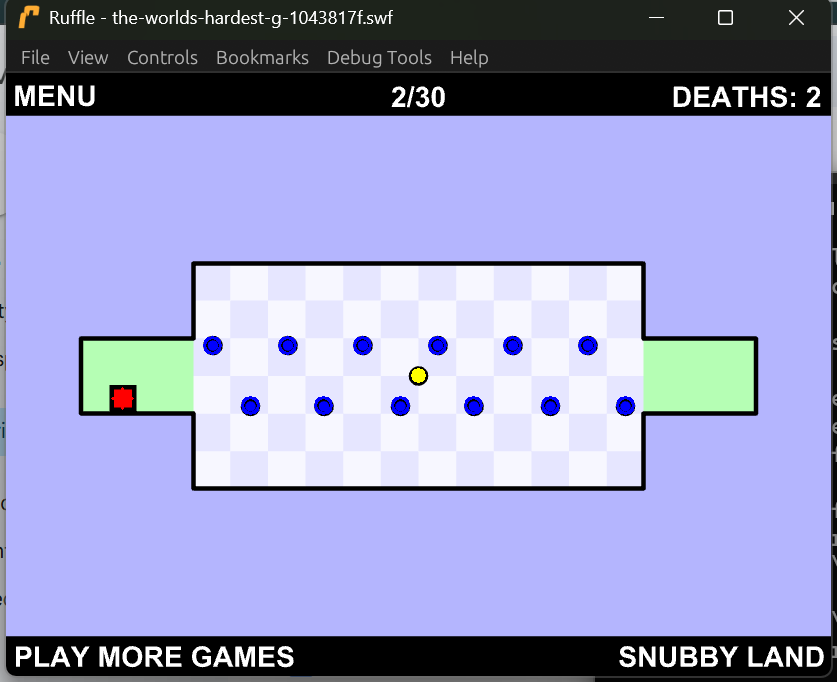 Ruffle - the-worlds-hardest-g-1043817f.swf
File View Controls Bookmarks Debug Tools Help
MENU 2/30 DEATHS: 2
PLAY MORE GAMES SNUBBY LAND